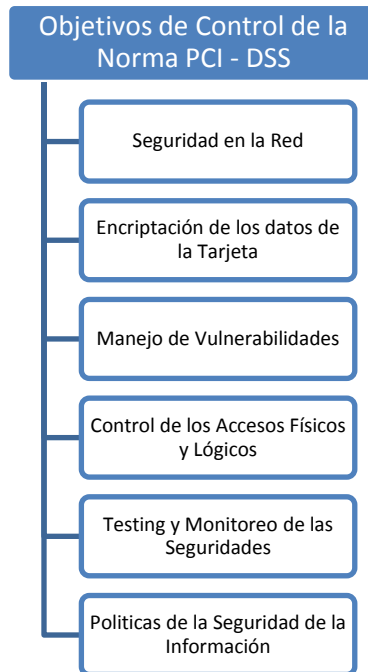 Objetivos de Control de la
Norma PCI - DSS
Seguridad en la Red
Encriptación de los datos de
la Tarjeta
Manejo de Vulnerabilidades
Control de los Accesos Físicos
y Lógicos
Testing y Monitoreo de las
Seguridades
Politicas de la Seguridad de la
Información